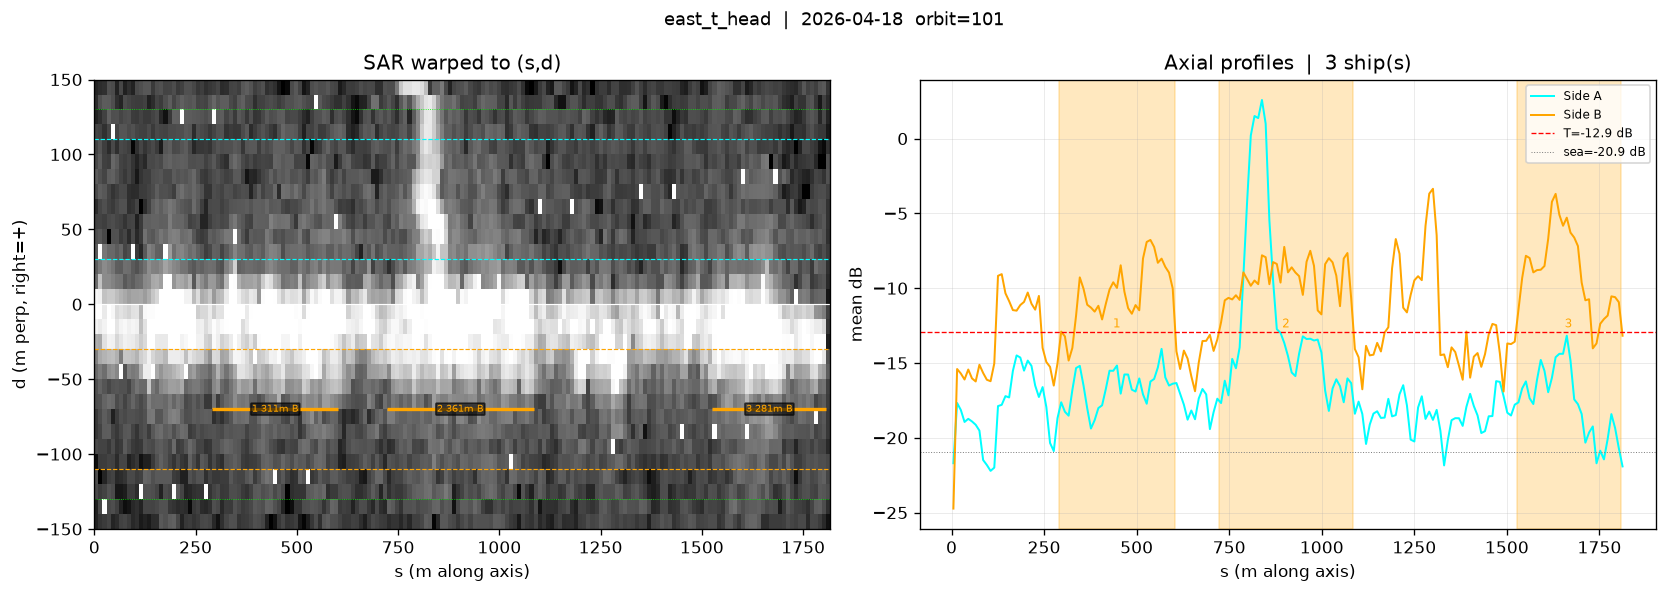 east_t_head | 2026-04-18 orbit=101
SAR warped to (s,d)
150
100
50
0
−50
−100
−150
d (m perp, right=+)
1 311m B
2 361m B
3 281m B
0
250
500
750
1000
1250
1500
1750
s (m along axis)
Axial profiles | 3 ship(s)
0
−5
−10
−15
−20
−25
mean dB
Side A
Side B
T=-12.9 dB
sea=-20.9 dB
1
2
3
0
250
500
750
1000
1250
1500
1750
s (m along axis)